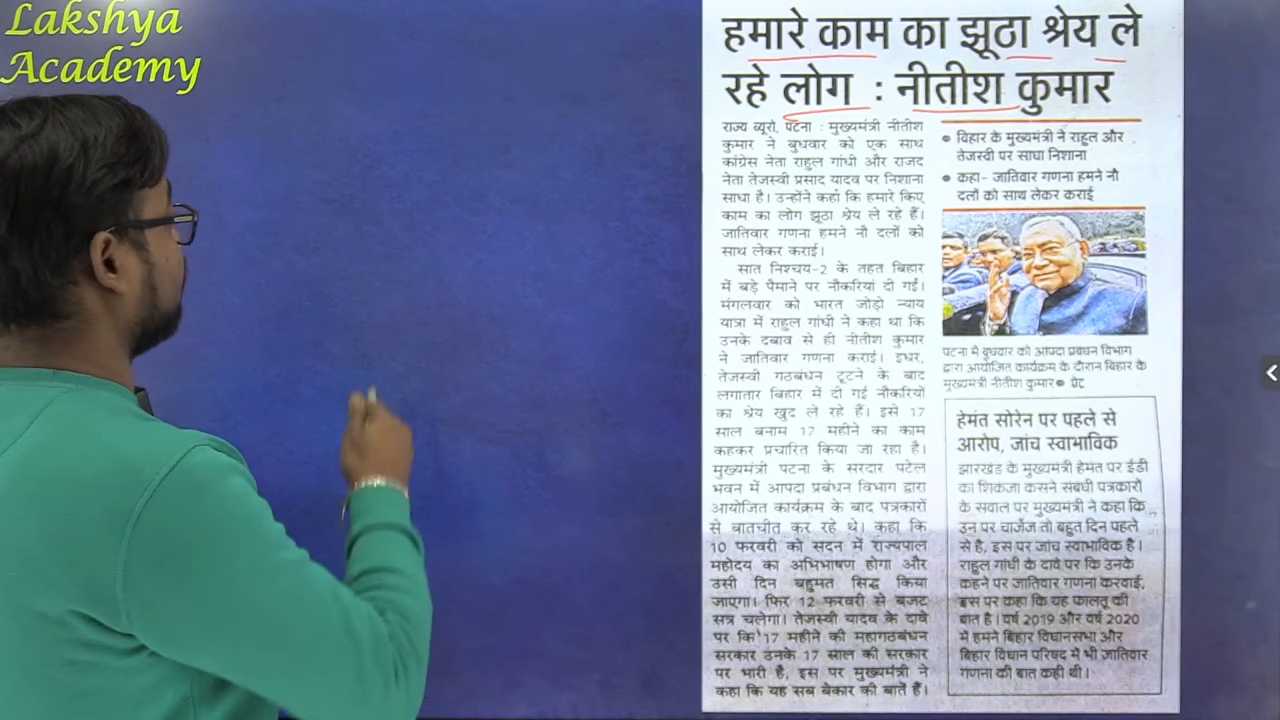 Lakshya
Academy
हमारे काम का झूठा श्रेय ले
रहे लोग : नीतीश कुमार
राज्य ब्यूरो, पटना : मुख्यमंत्री नीतीश
कुमार ने बुधवार को एक साथ
कांग्रेस नेता राहुल गांधी और राजद
नेता तेजस्वी प्रसाद यादव पर निशाना
साधा है। उन्होंने कहा कि हमारे किए
काम का लोग झूठा श्रेय ले रहे हैं।
जातिवार गणना हमने नौ दलों को
साथ लेकर कराई।
सात निश्चय-2 के तहत बिहार
में बड़े पैमाने पर नौकरियां दी गईं।
मंगलवार को भारत जोड़ो न्याय
यात्रा में राहुल गांधी ने कहा था कि
उनके दबाव से ही नीतीश कुमार
ने जातिवार गणना कराई। इधर,
तेजस्वी गठबंधन टूटने के बाद
लगातार बिहार में दी गई नौकरियों
का श्रेय खुद ले रहे हैं। इसे 17
साल बनाम 17 महीने का काम
कहकर प्रचारित किया जा रहा है।
मुख्यमंत्री पटना के सरदार पटेल
भवन में आपदा प्रबंधन विभाग द्वारा
आयोजित कार्यक्रम के बाद पत्रकारों
से बातचीत कर रहे थे। कहा कि
10 फरवरी को सदन में राज्यपाल
महोदय का अभिभाषण होगा और
उसी दिन बहुमत सिद्ध किया
जाएगा। फिर 12 फरवरी से बजट
सत्र चलेगा। तेजस्वी यादव के दावे
पर कि 17 महीने की महागठबंधन
सरकार उनके 17 साल की सरकार
पर भारी है, इस पर मुख्यमंत्री ने
कहा कि यह सब बेकार की बातें हैं।
● बिहार के मुख्यमंत्री ने राहुल और
तेजस्वी पर साधा निशाना
● कहा- जातिवार गणना हमने नौ
दलों को साथ लेकर कराई
पटना में बुधवार को आपदा प्रबंधन विभाग
द्वारा आयोजित कार्यक्रम के दौरान बिहार के
मुख्यमंत्री नीतीश कुमार ● प्रेट
हेमंत सोरेन पर पहले से
आरोप, जांच स्वाभाविक
झारखंड के मुख्यमंत्री हेमंत पर ईडी
का शिकंजा कसने संबंधी पत्रकारों
के सवाल पर मुख्यमंत्री ने कहा कि
उन पर चार्जेज तो बहुत दिन पहले
से है, इस पर जांच स्वाभाविक है।
राहुल गांधी के दावे पर कि उनके
कहने पर जातिवार गणना करवाई,
इस पर कहा कि यह फालतू की
बात है। वर्ष 2019 और वर्ष 2020
में हमने बिहार विधानसभा और
बिहार विधान परिषद में भी जातिवार
गणना की बात कही थी।